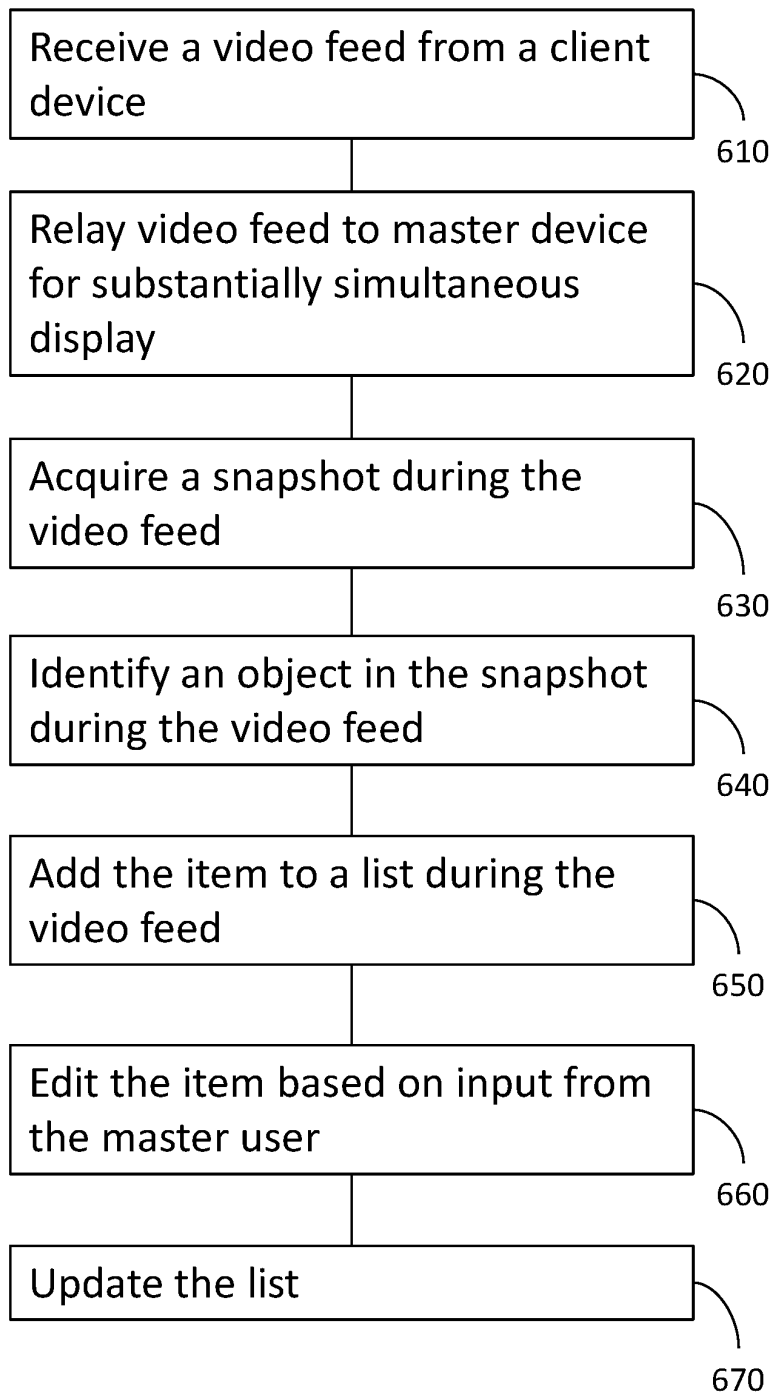 Receive a video feed from a client
device
610
Relay video feed to master device
for substantially simultaneous
display
620
Acquire a snapshot during the
video feed
630
Identify an object in the snapshot
during the video feed
640
Add the item to a list during the
video feed
650
Edit the item based on input from
the master user
660
Update the list
670